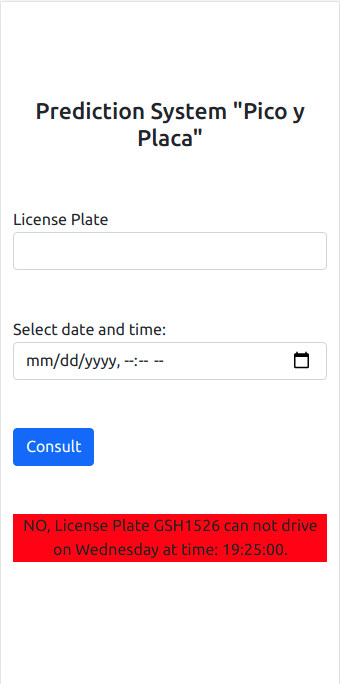 Prediction System "Pico y
Placa"
License Plate
Select date and time:
mm/dd/yyyy, --:-- --
Consult
NO, License Plate GSH1526 can not drive
on Wednesday at time: 19:25:00.